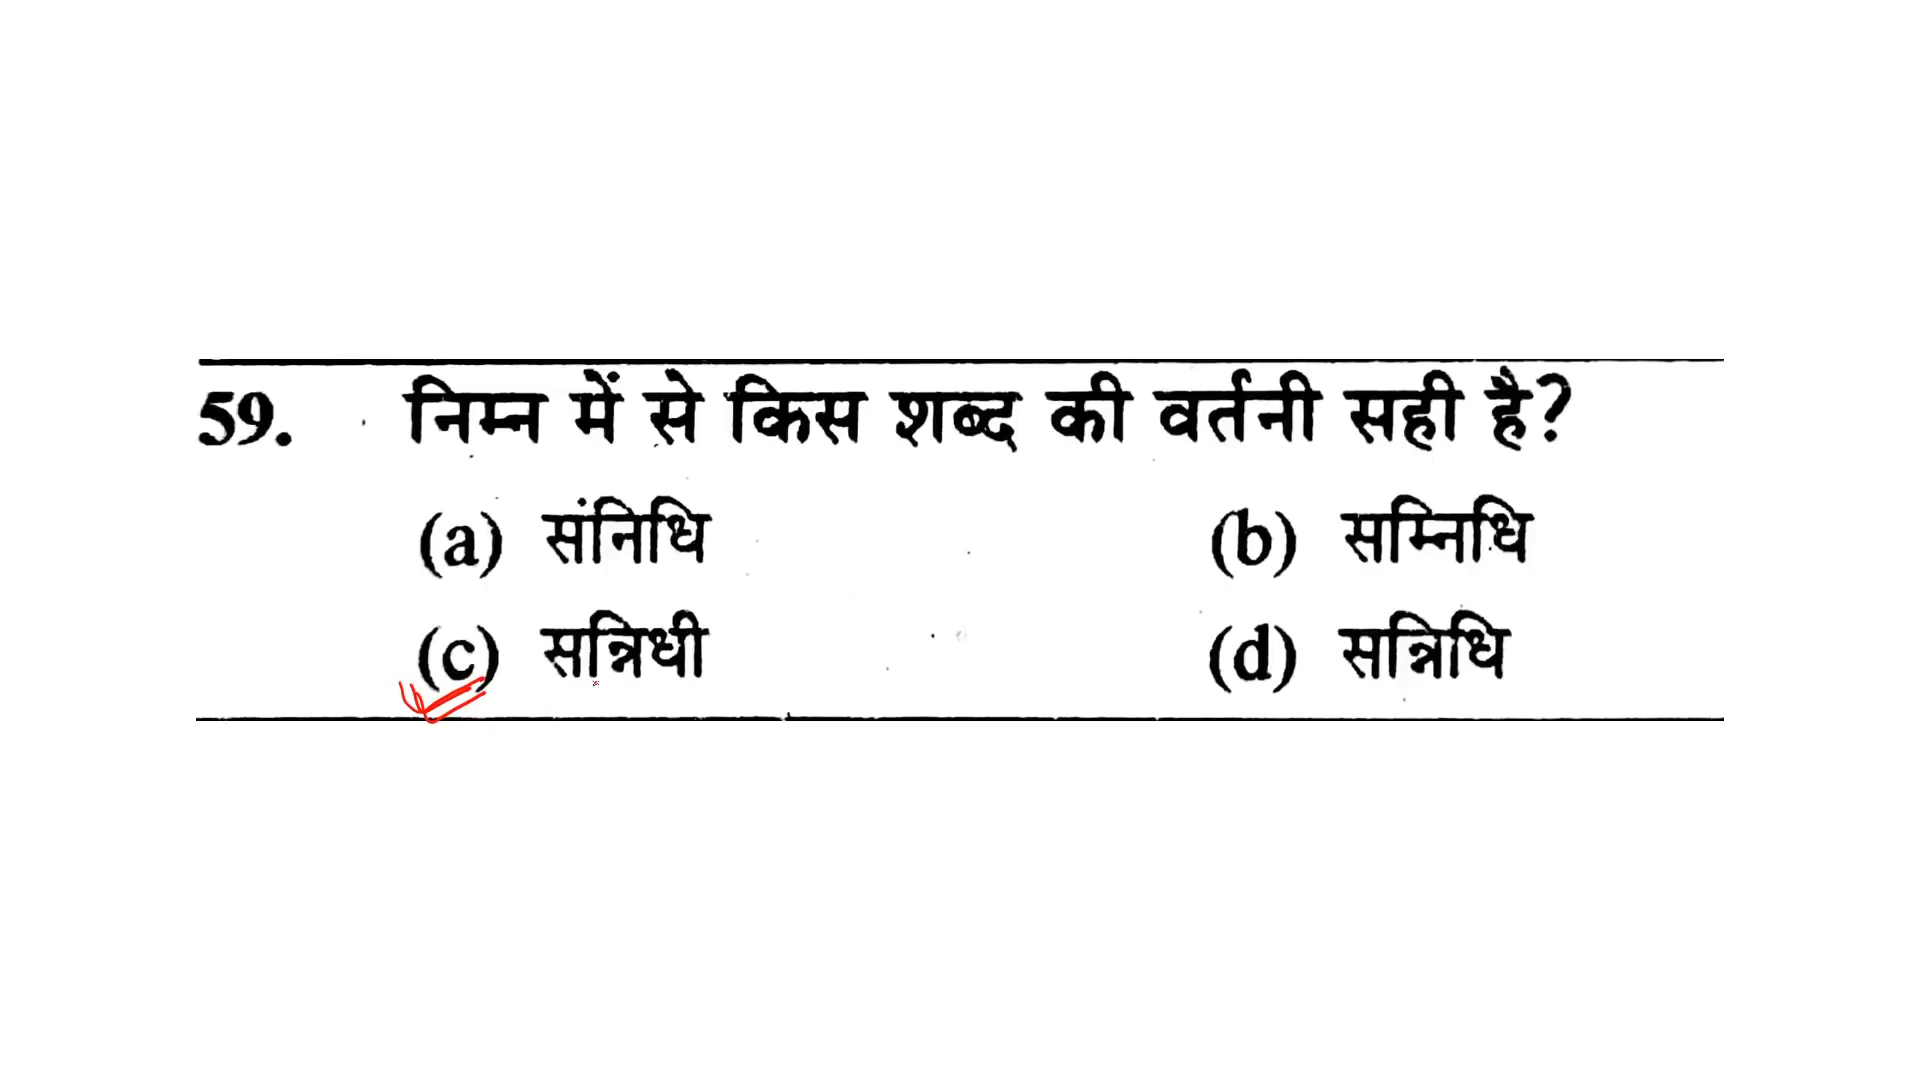 59. निम्न में से किस शब्द की वर्तनी सही है?
(a) संनिधि (b) सम्निधि
(c) सन्निधी (d) सन्निधि